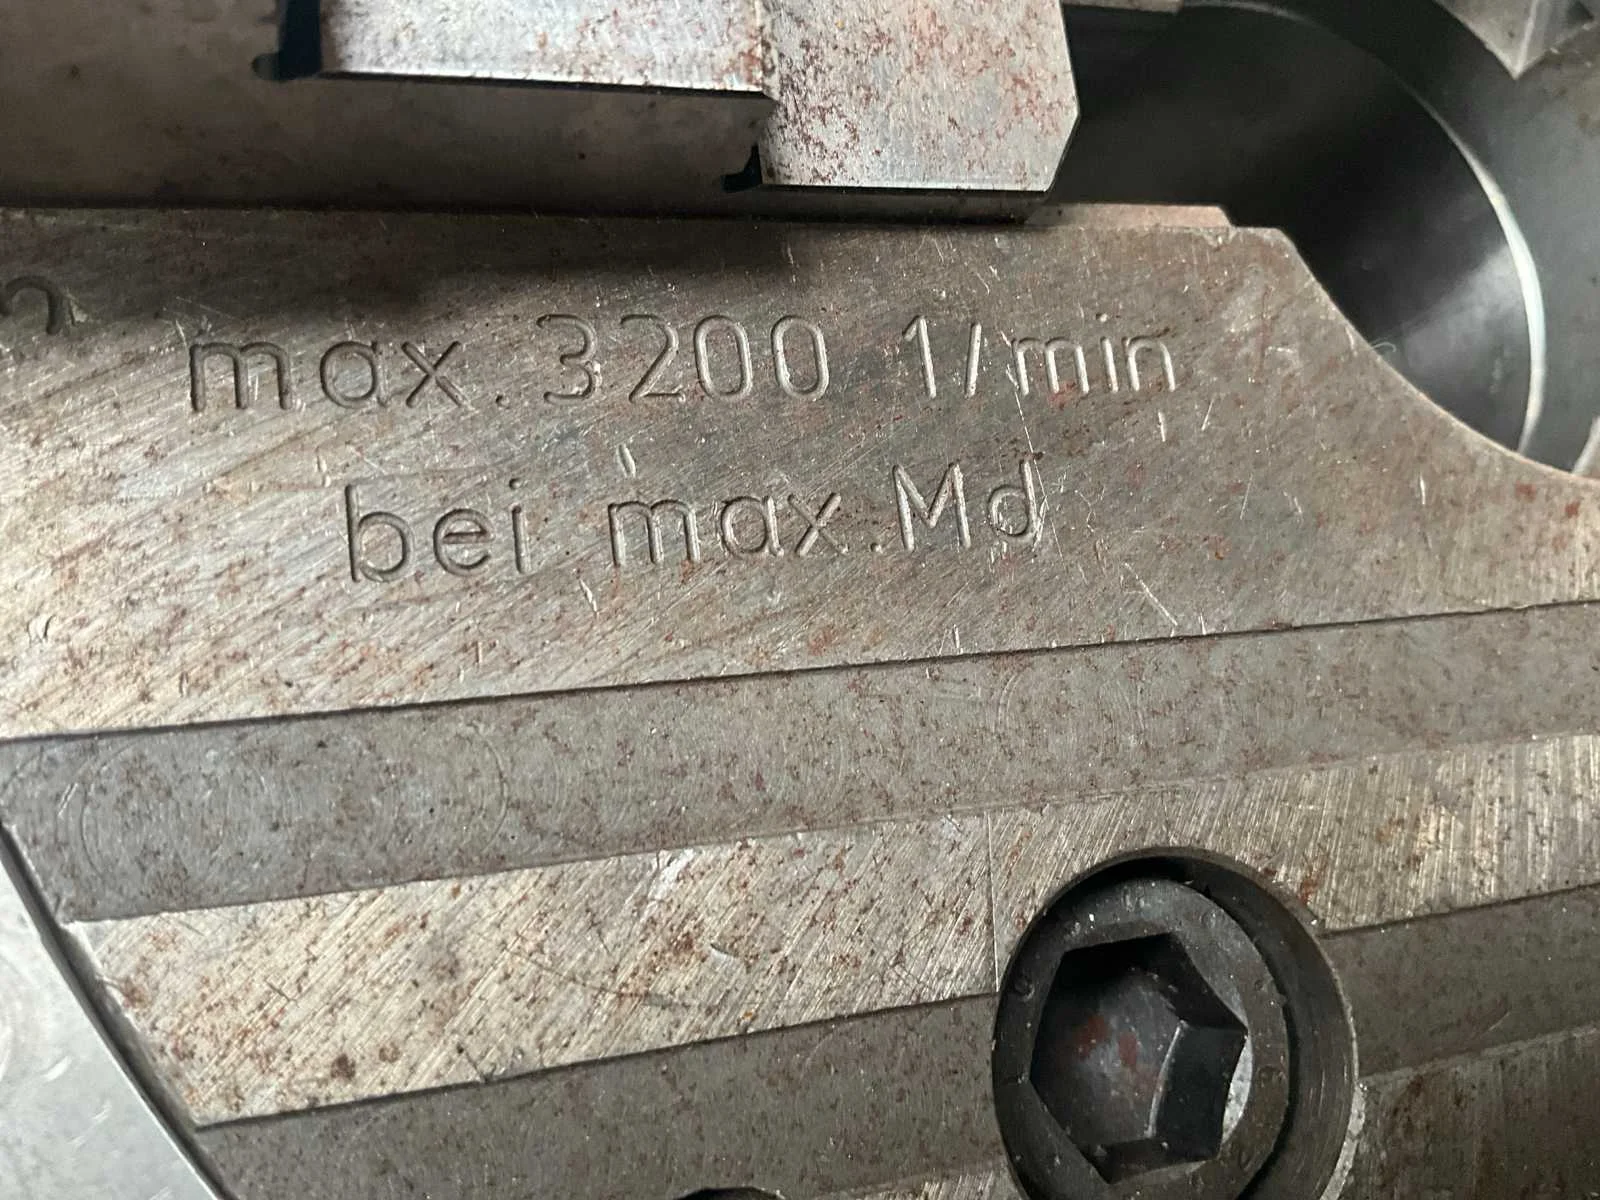 max. 3200 1/min
bei max. Md